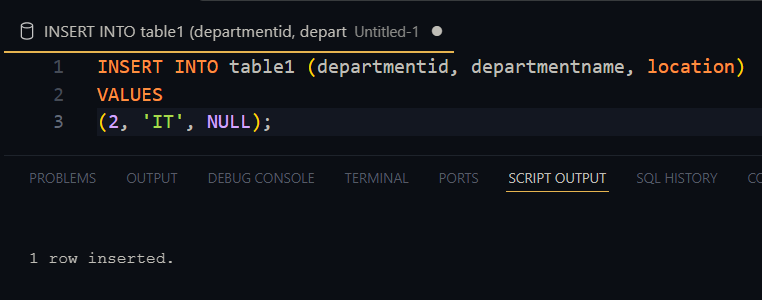 INSERT INTO table1 (departmentid, depart Untitled-1
1 INSERT INTO table1 (departmentid, departmentname, location)
2 VALUES
3 (2, 'IT', NULL);
PROBLEMS OUTPUT DEBUG CONSOLE TERMINAL PORTS SCRIPT OUTPUT SQL HISTORY
1 row inserted.